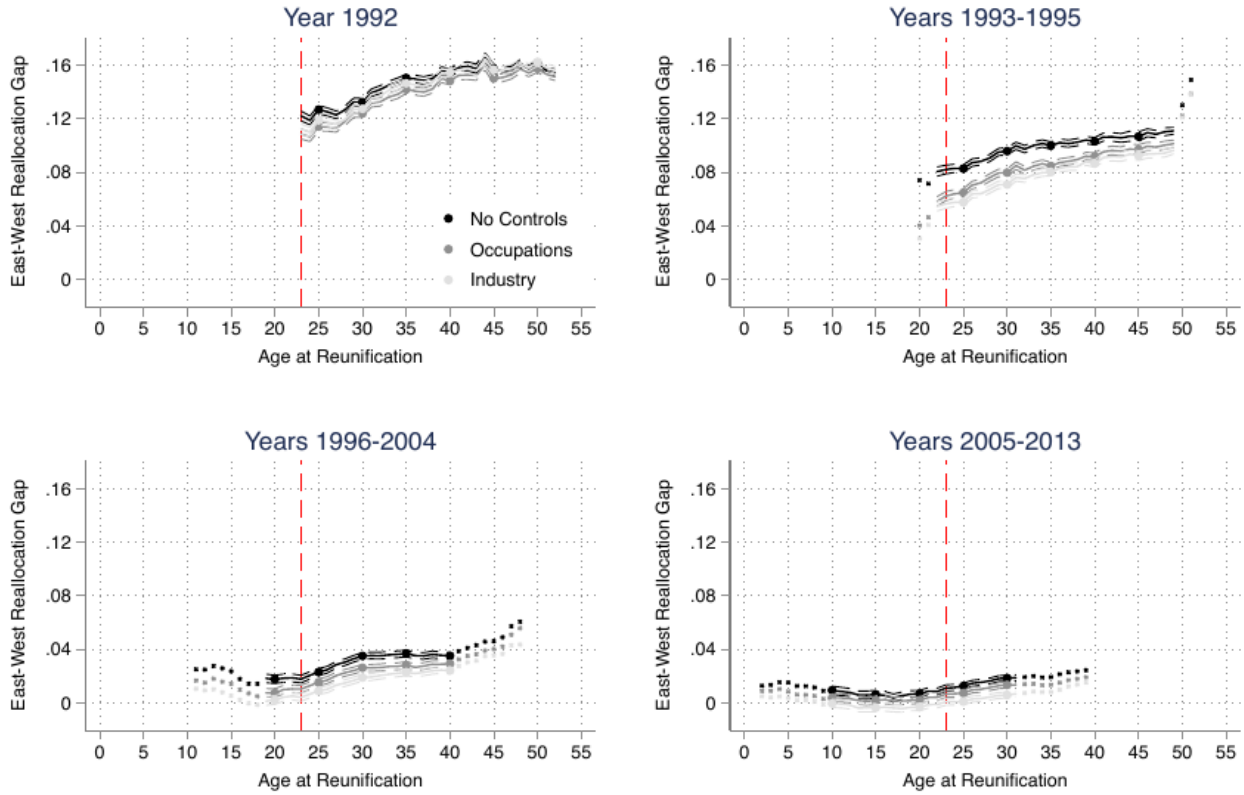 Year 1992
East-West Reallocation Gap
.16
.12
.08
.04
0
No Controls
Occupations
Industry
0 5 10 15 20 25 30 35 40 45 50 55
Age at Reunification
Years 1993-1995
East-West Reallocation Gap
.16
.12
.08
.04
0
0 5 10 15 20 25 30 35 40 45 50 55
Age at Reunification
Years 1996-2004
East-West Reallocation Gap
.16
.12
.08
.04
0
0 5 10 15 20 25 30 35 40 45 50 55
Age at Reunification
Years 2005-2013
East-West Reallocation Gap
.16
.12
.08
.04
0
0 5 10 15 20 25 30 35 40 45 50 55
Age at Reunification